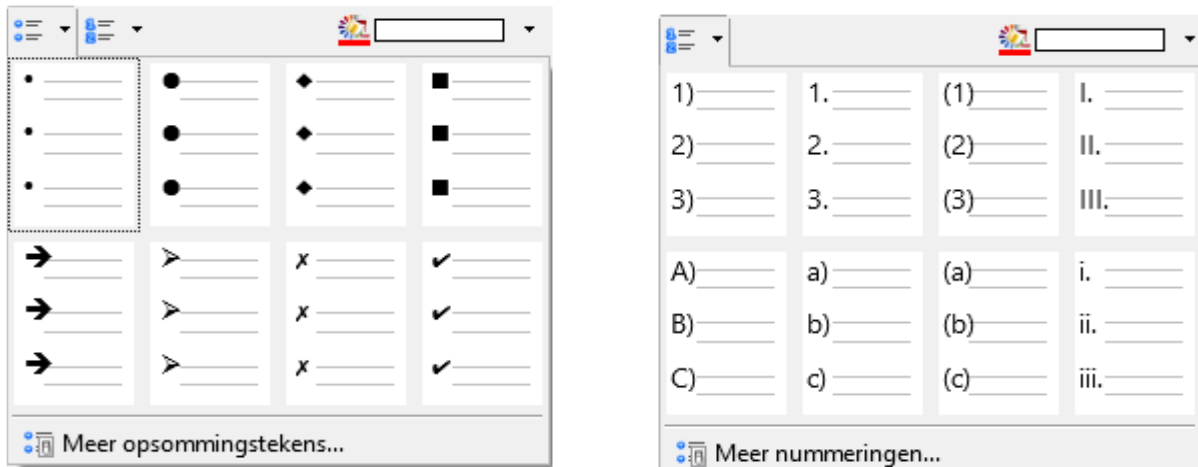 1) 1. (1) I.
2) 2. (2) II.
3) 3. (3) III.
A) a) (a) i.
B) b) (b) ii.
C) c) (c) iii.
Meer opsommingstekens...
Meer nummeringen...